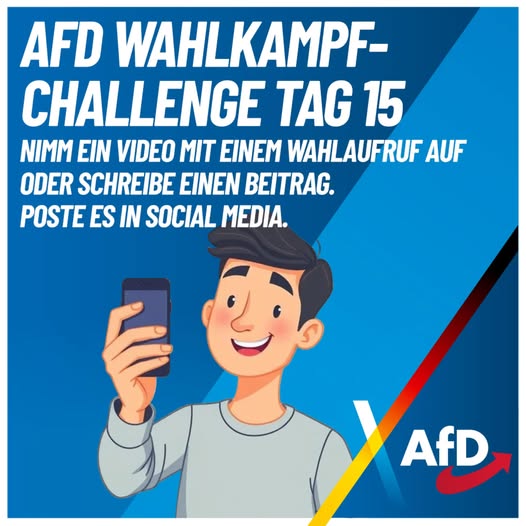 AFD WAHLKAMPF-
CHALLENGE TAG 15
NIMM EIN VIDEO MIT EINEM WAHLAUFRUF AUF
ODER SCHREIBE EINEN BEITRAG.
POSTE ES IN SOCIAL MEDIA.
AfD